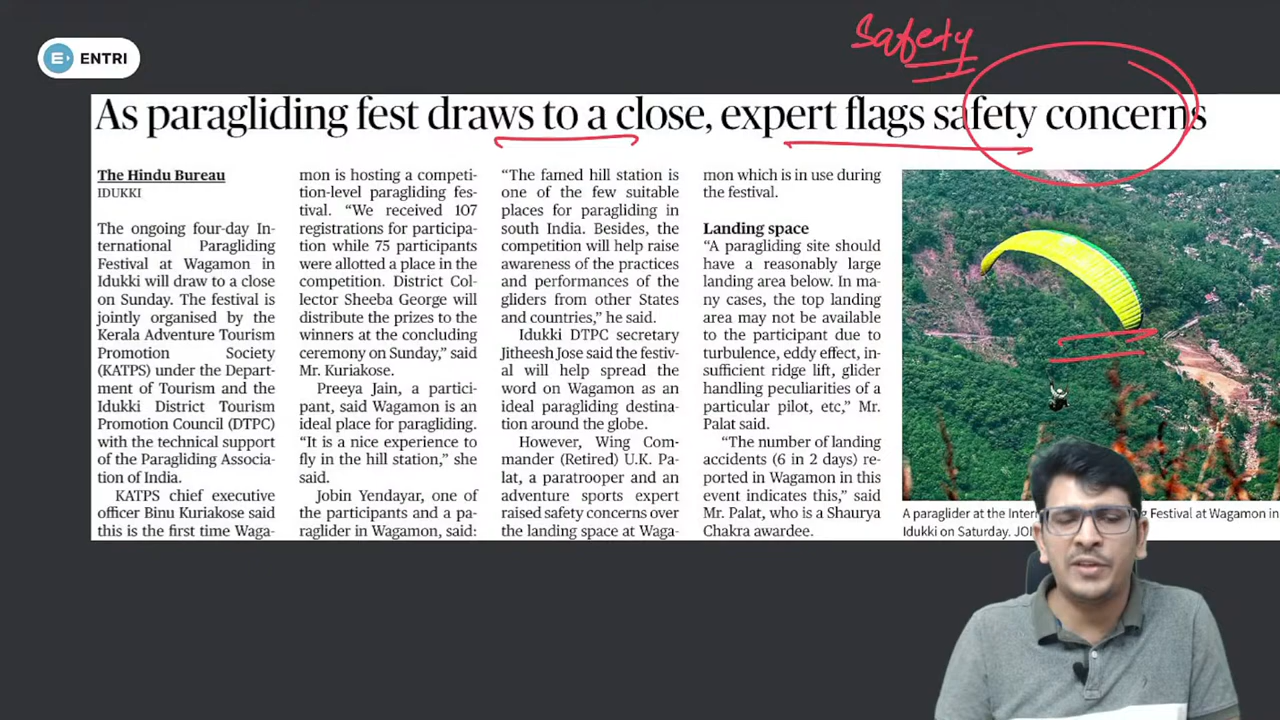 Safety
ENTRI
As paragliding fest draws to a close, expert flags safety concerns
The Hindu Bureau
IDUKKI
The ongoing four-day In-
ternational Paragliding
Festival at Wagamon in
Idukki will draw to a close
on Sunday. The festival is
jointly organised by the
Kerala Adventure Tourism
Promotion Society
(KATPS) under the Depart-
ment of Tourism and the
Idukki District Tourism
Promotion Council (DTPC)
with the technical support
of the Paragliding Associa-
tion of India.
KATPS chief executive
officer Binu Kuriakose said
this is the first time Waga-
mon is hosting a competi-
tion-level paragliding fes-
tival. “We received 107
registrations for participa-
tion while 75 participants
were allotted a place in the
competition. District Col-
lector Sheeba George will
distribute the prizes to the
winners at the concluding
ceremony on Sunday,” said
Mr. Kuriakose.
Preeya Jain, a partici-
pant, said Wagamon is an
ideal place for paragliding.
“It is a nice experience to
fly in the hill station,” she
said.
Jobin Yendayar, one of
the participants and a pa-
raglider in Wagamon, said:
“The famed hill station is
one of the few suitable
places for paragliding in
south India. Besides, the
competition will help raise
awareness of the practices
and performances of the
gliders from other States
and countries,” he said.
Idukki DTPC secretary
Jitheesh Jose said the festiv-
al will help spread the
word on Wagamon as an
ideal paragliding destina-
tion around the globe.
However, Wing Com-
mander (Retired) U.K. Pa-
lat, a paratrooper and an
adventure sports expert
raised safety concerns over
the landing space at Waga-
mon which is in use during
the festival.
Landing space
“A paragliding site should
have a reasonably large
landing area below. In ma-
ny cases, the top landing
area may not be available
to the participant due to
turbulence, eddy effect, in-
sufficient ridge lift, glider
handling peculiarities of a
particular pilot, etc,” Mr.
Palat said.
“The number of landing
accidents (6 in 2 days) re-
ported in Wagamon in this
event indicates this,” said
Mr. Palat, who is a Shaurya
Chakra awardee.
A paraglider at the Festival at Wagamon in
Idukki on Saturday.